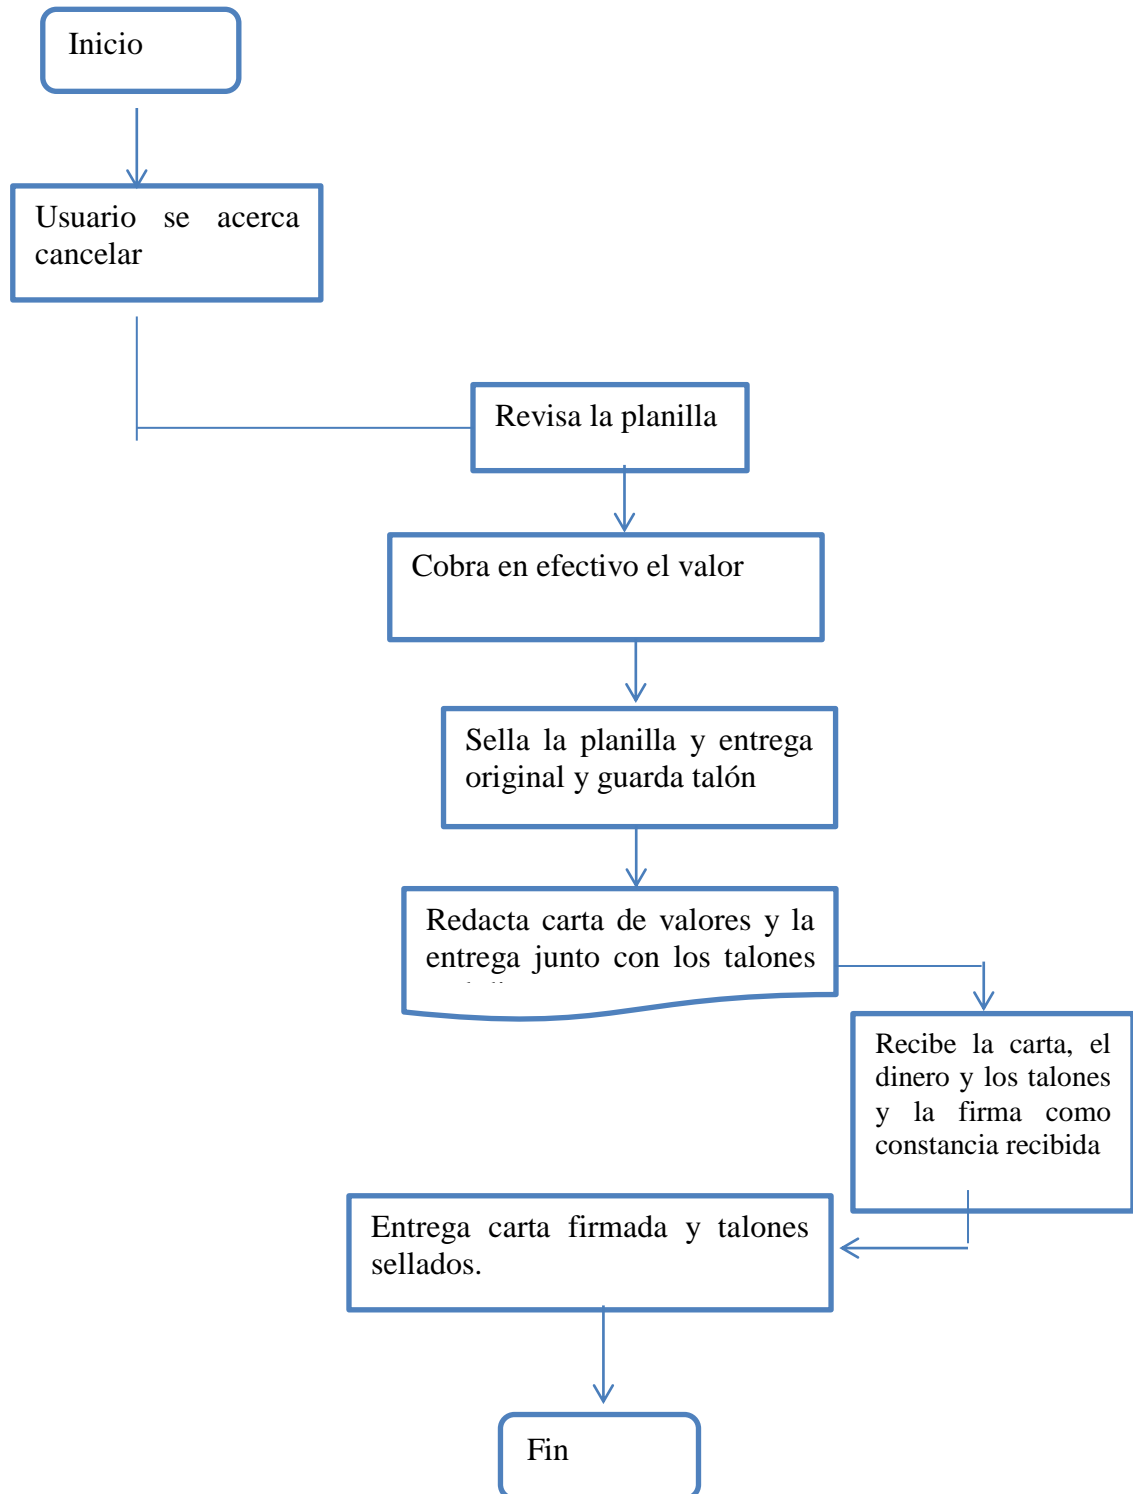 Inicio
Usuario se acerca
cancelar
Revisa la planilla
Cobra en efectivo el valor
Sella la planilla y entrega
original y guarda talón
Redacta carta de valores y la
entrega junto con los talones
Recibe la carta, el
dinero y los talones
y la firma como
constancia recibida
Entrega carta firmada y talones
sellados.
Fin